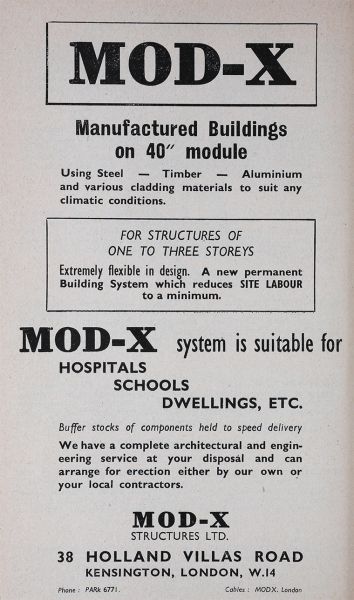 MOD-X
Manufactured Buildings
on 40″ module
Using Steel — Timber — Aluminium
and various cladding materials to suit any
climatic conditions.
FOR STRUCTURES OF
ONE TO THREE STOREYS
Extremely flexible in design. A new permanent
Building System which reduces SITE LABOUR
to a minimum.
MOD-X system is suitable for
HOSPITALS
SCHOOLS
DWELLINGS, ETC.
Buffer stocks of components held to speed delivery
We have a complete architectural and engin-
eering service at your disposal and can
arrange for erection either by our own or
your local contractors.
MOD-X
STRUCTURES LTD.
38 HOLLAND VILLAS ROAD
KENSINGTON, LONDON, W.14
Phone: PARk 6771. Cables: MODX. London